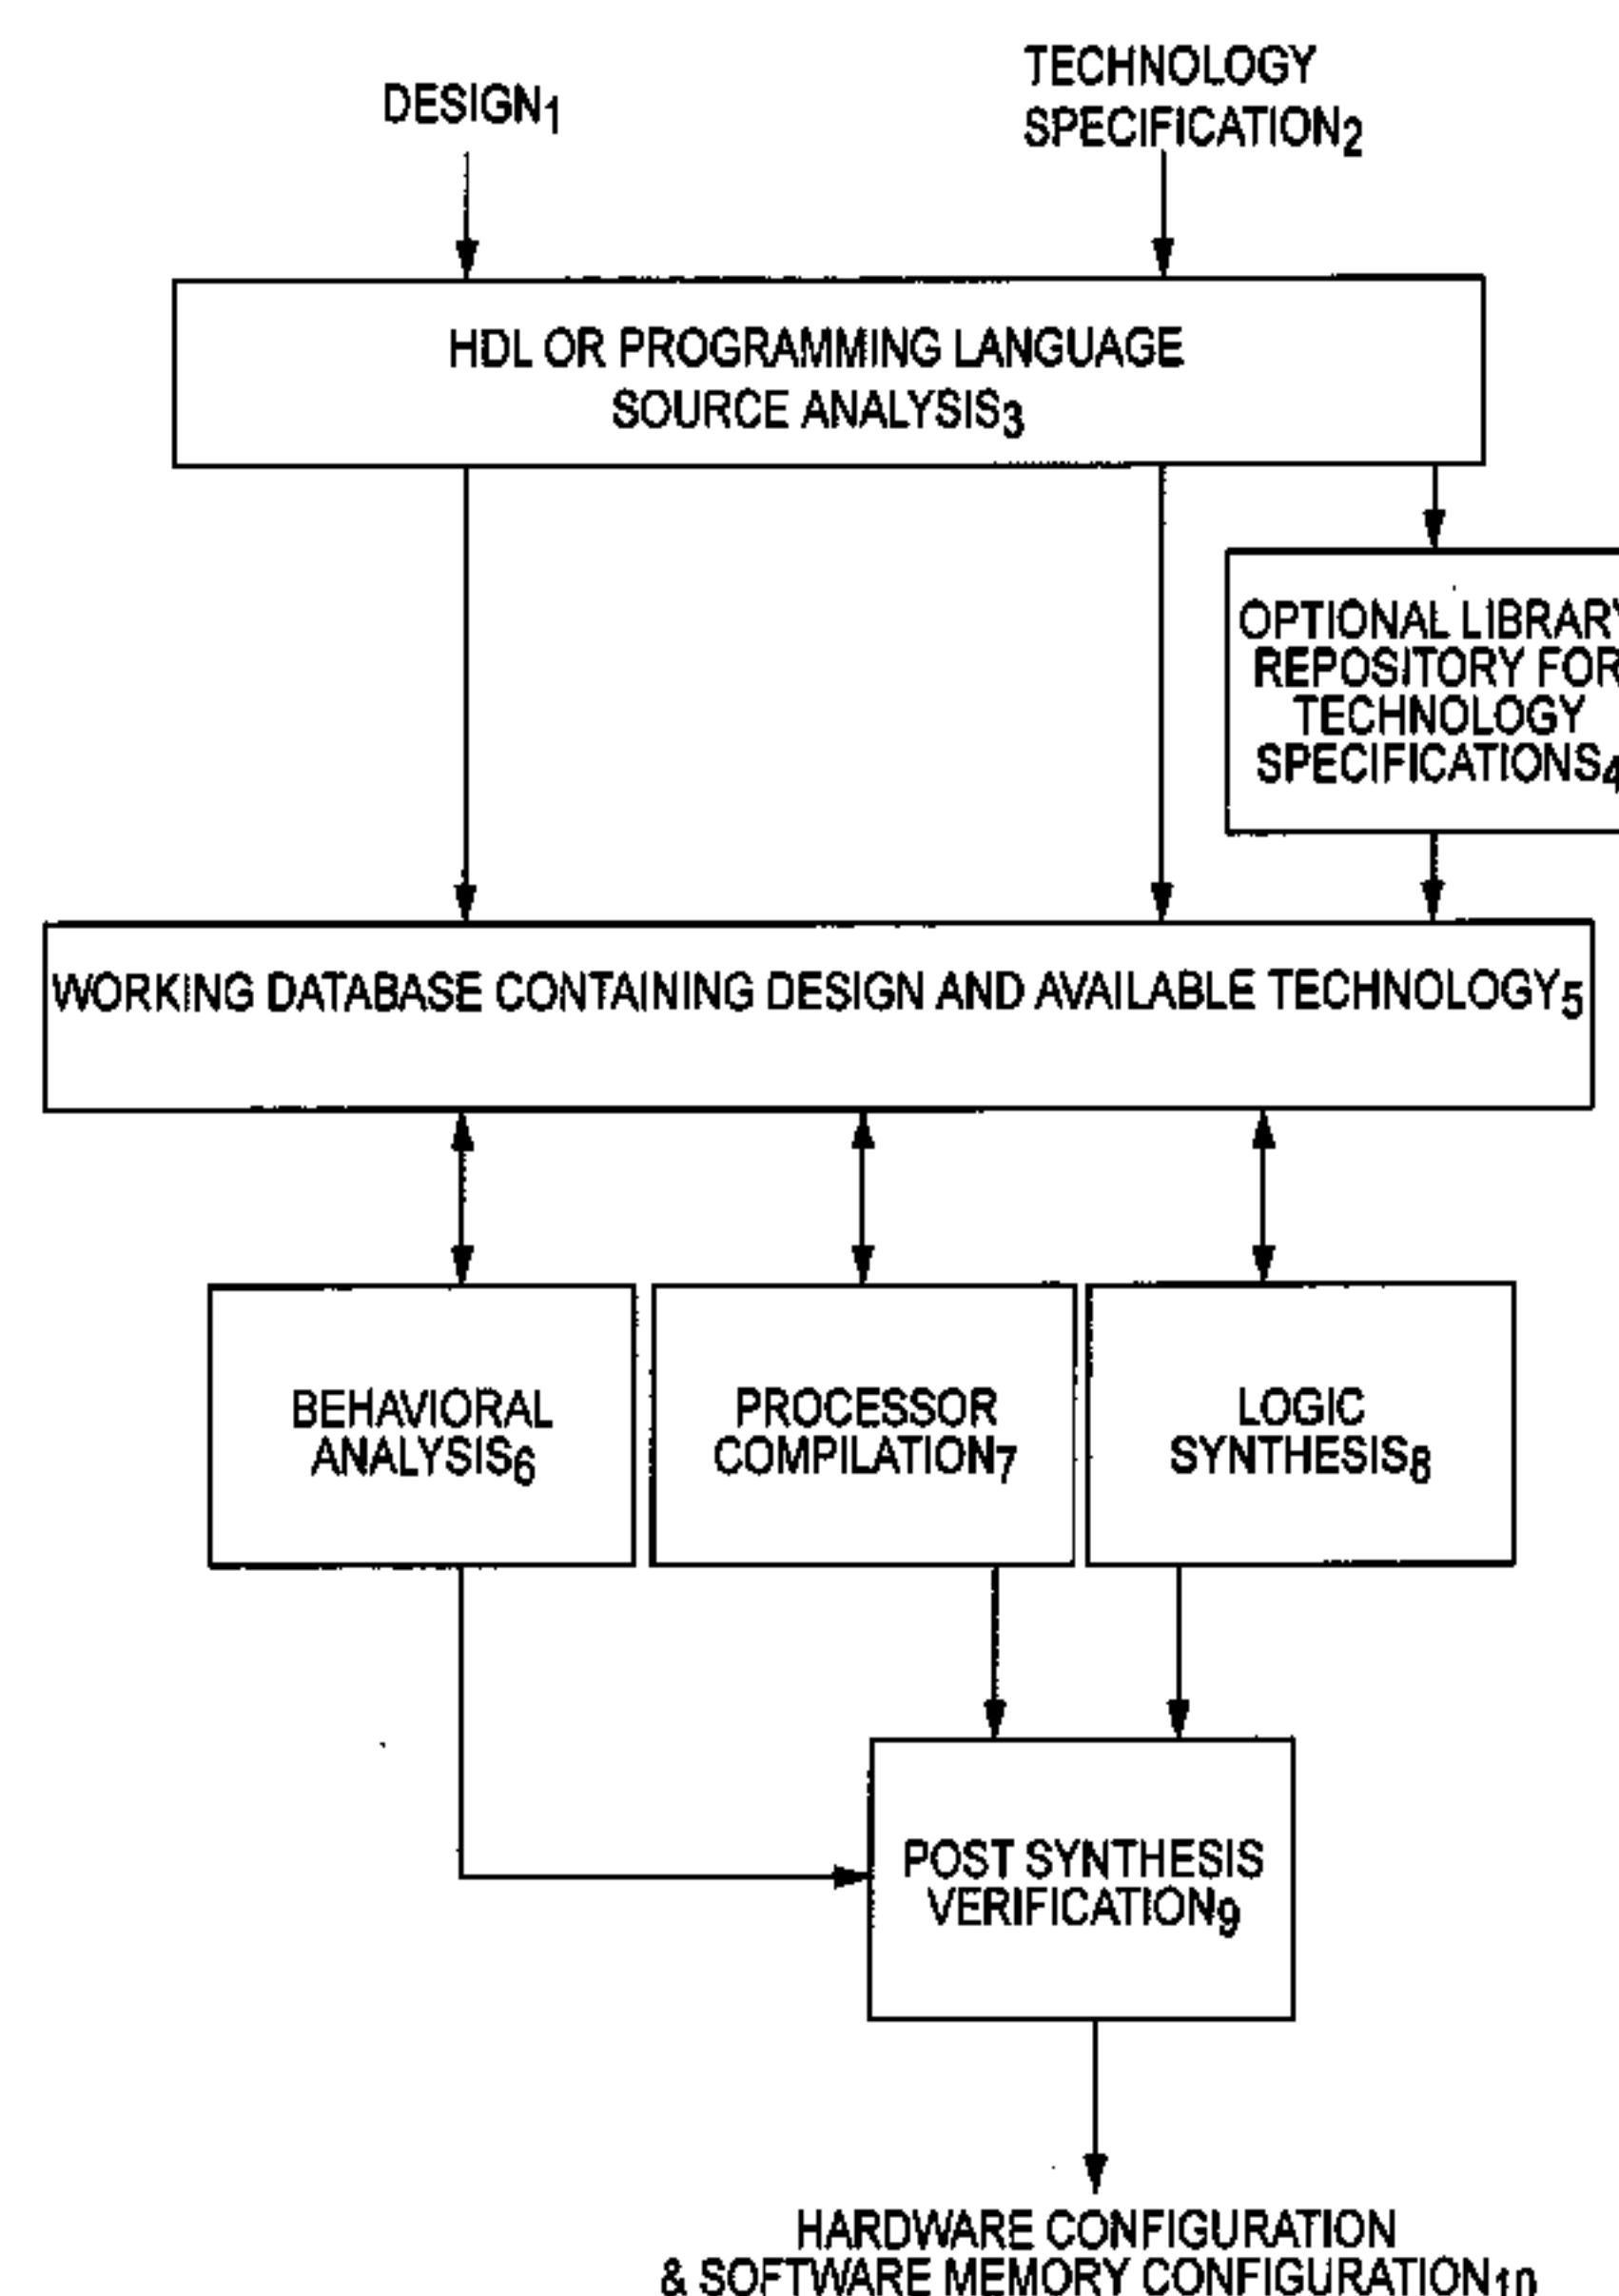 DESIGN1
TECHNOLOGY
SPECIFICATION2
HDL OR PROGRAMMING LANGUAGE
SOURCE ANALYSIS3
OPTIONAL LIBRARY
REPOSITORY FOR
TECHNOLOGY
SPECIFICATIONS4
WORKING DATABASE CONTAINING DESIGN AND AVAILABLE TECHNOLOGY5
BEHAVIORAL
ANALYSIS6
PROCESSOR
COMPILATION7
LOGIC
SYNTHESIS8
POST SYNTHESIS
VERIFICATION9
HARDWARE CONFIGURATION
& SOFTWARE MEMORY CONFIGURATION10